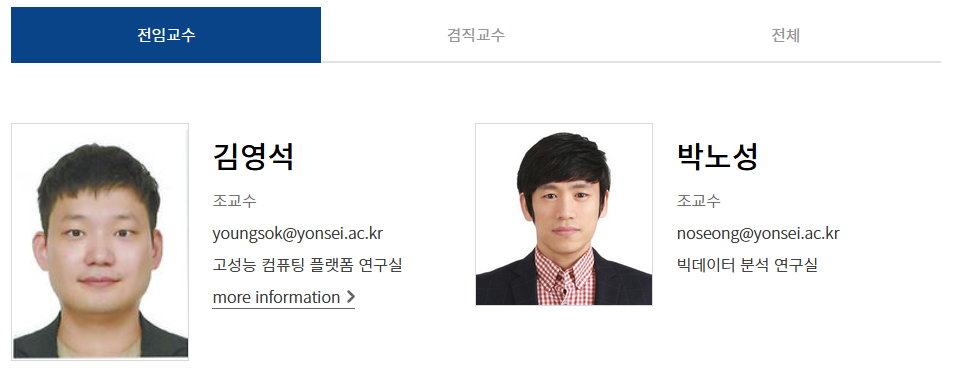 전임교수
겸직교수
전체
김영석
조교수
youngsok@yonsei.ac.kr
고성능 컴퓨팅 플랫폼 연구실
more information
박노성
조교수
noseong@yonsei.ac.kr
빅데이터 분석 연구실